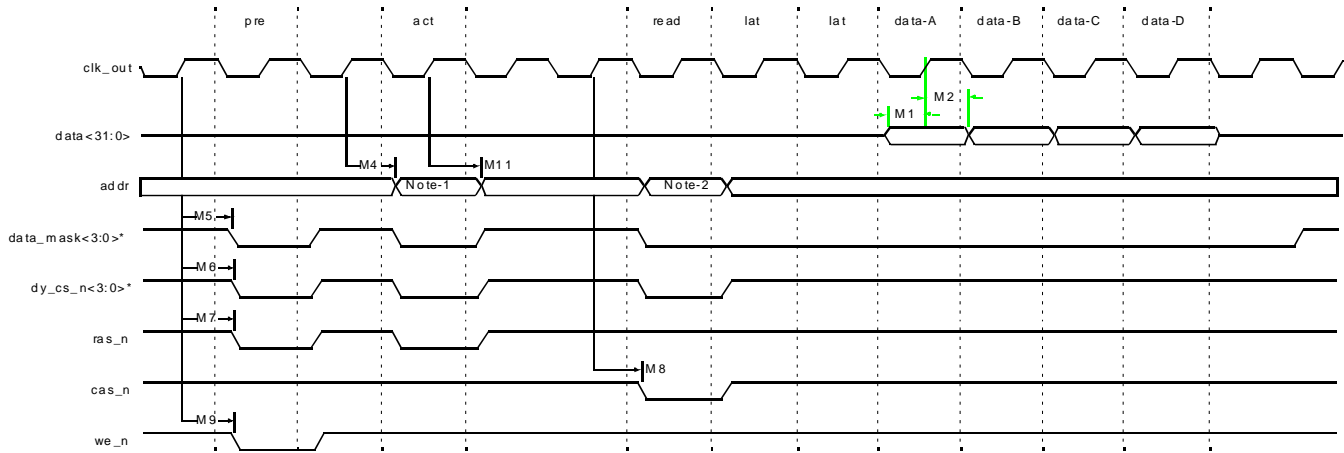 pre act read lat lat data-A data-B data-C data-D
clk_out
M2
M1
data<31:0>
M4 M11
addr Note-1 Note-2
M5
data_mask<3:0>*
M6
dy_cs_n<3:0>*
M7
ras_n
M8
cas_n
M9
we_n